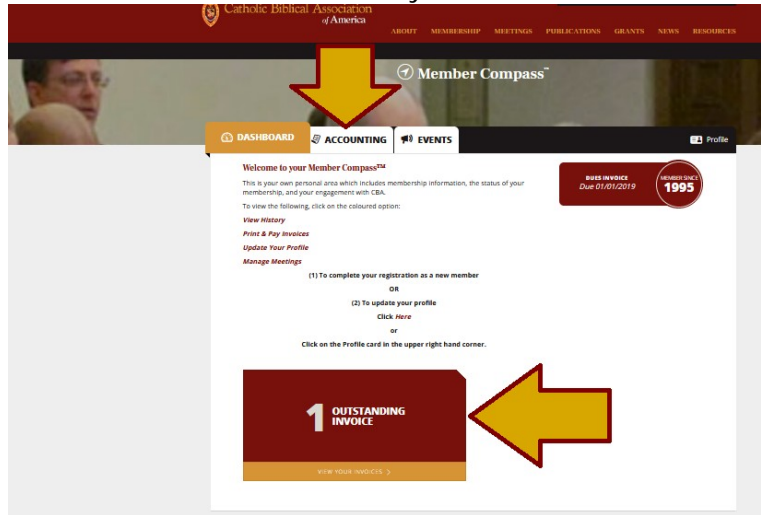 Catholic Biblical Association
of America
ABOUT MEMBERSHIP MEETINGS PUBLICATIONS GRANTS NEWS RESOURCES
Member Compass™
DASHBOARD ACCOUNTING EVENTS Profile
Welcome to your Member Compass™
This is your own personal area which includes membership information, the status of your
membership, and your engagement with CBA.
To view the following, click on the coloured option:
View History
Print & Pay Invoices
Update Your Profile
Manage Meetings
DUES INVOICE
Due 01/01/2019
MEMBER SINCE
1995
(1) To complete your registration as a new member
OR
(2) To update your profile
Click Here
or
Click on the Profile card in the upper right hand corner.
1 OUTSTANDING
INVOICE
VIEW YOUR INVOICES >